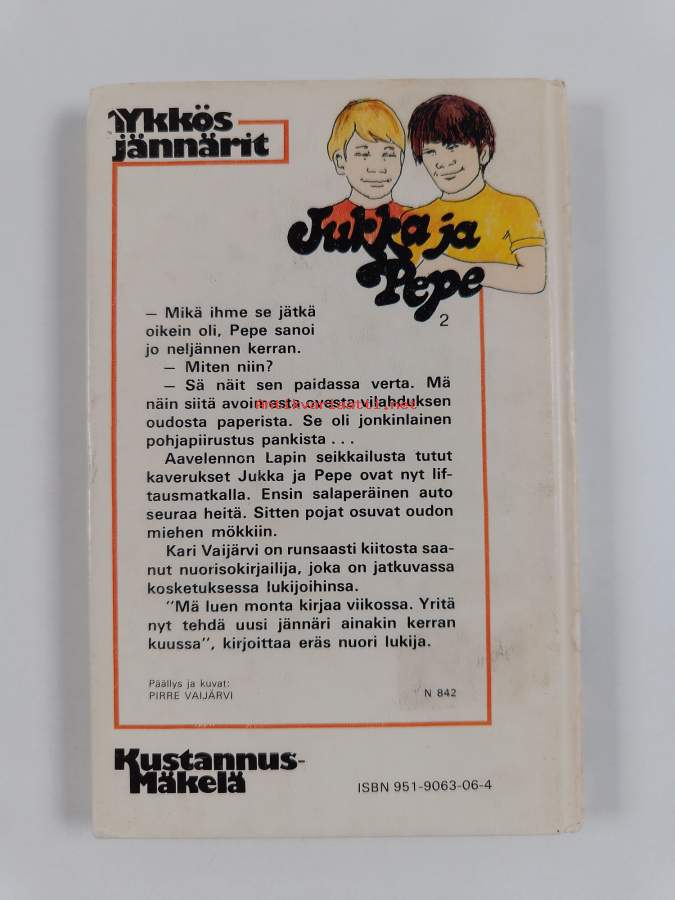 Ykkös
jännärit
Jukka ja
Pepe
2
— Mikä ihme se jätkä
oikein oli, Pepe sanoi
jo neljännen kerran.
— Miten niin?
— Sä näit sen paidassa verta. Mä
näin siitä avoimesta ovesta vilahduksen
oudosta paperista. Se oli jonkinlainen
pohjapiirustus pankista . . .
Aavelennon Lapin seikkailusta tutut
kaverukset Jukka ja Pepe ovat nyt lif-
tausmatkalla. Ensin salaperäinen auto
seuraa heitä. Sitten pojat osuvat oudon
miehen mökkiin.
Kari Vaijärvi on runsaasti kiitosta saa-
nut nuorisokirjailija, joka on jatkuvassa
kosketuksessa lukijoihinsa.
"Mä luen monta kirjaa viikossa. Yritä
nyt tehdä uusi jännäri ainakin kerran
kuussa", kirjoittaa eräs nuori lukija.
Päällys ja kuvat:
PIRRE VAIJÄRVI
N 842
Kustannus-
Mäkelä
ISBN 951-9063-06-4
Antikvariaatti.net